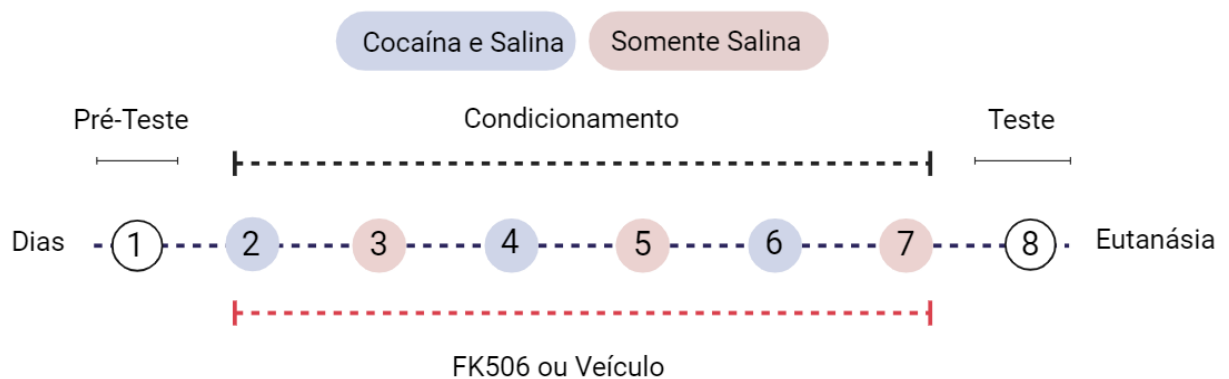 Cocaína e Salina
Somente Salina
Pré-Teste
Condicionamento
Teste
Dias 1 2 3 4 5 6 7 8 Eutanásia
FK506 ou Veículo